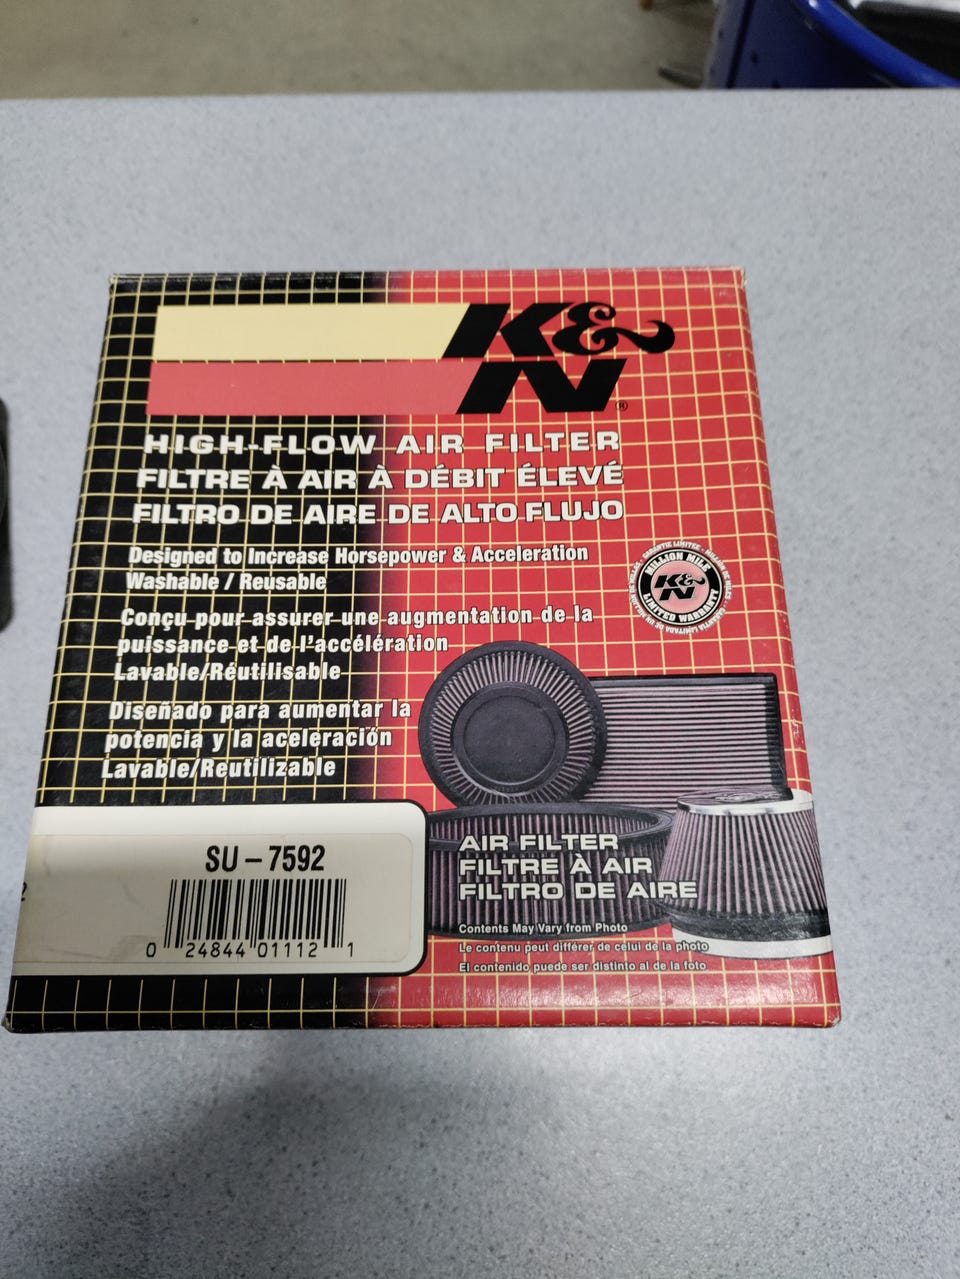 K&N®
HIGH-FLOW AIR FILTER
FILTRE À AIR À DÉBIT ÉLEVÉ
FILTRO DE AIRE DE ALTO FLUJO
Designed to Increase Horsepower & Acceleration
Washable / Reusable
Conçu pour assurer une augmentation de la
puissance et de l'accélération
Lavable/Réutilisable
Diseñado para aumentar la
potencia y la aceleración
Lavable/Reutilizable
MILLION MILE
K&N
LIMITED WARRANTY
SU-7592
0 24844 01112 1
AIR FILTER
FILTRE À AIR
FILTRO DE AIRE
Contents May Vary from Photo
Le contenu peut différer de celui de la photo
El contenido puede ser distinto al de la foto